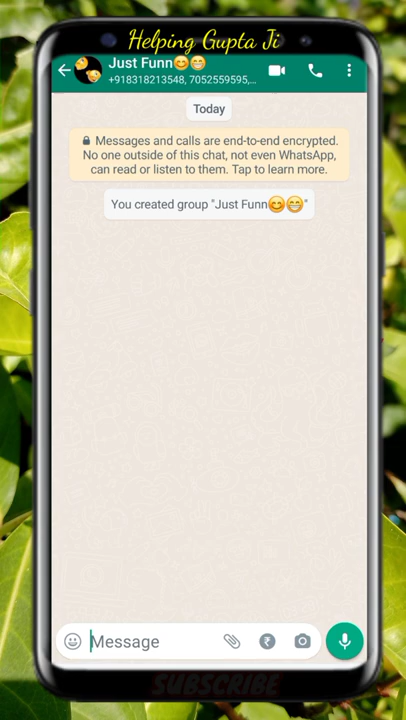 Helping Gupta Ji
Just Funn😊😁
+918318213548, 7052559595,...
Today
🔒 Messages and calls are end-to-end encrypted.
No one outside of this chat, not even WhatsApp,
can read or listen to them. Tap to learn more.
You created group "Just Funn😊😁"
Message
SUBSCRIBE